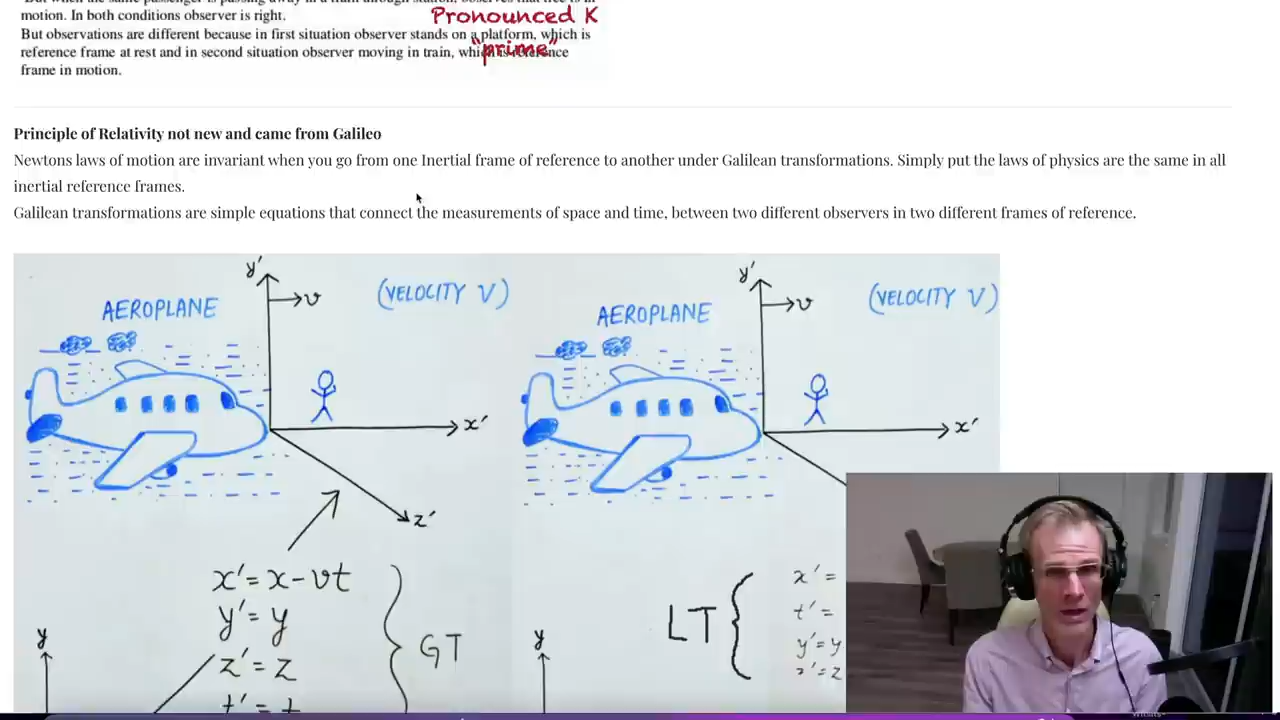 motion. In both conditions observer is right.
Pronounced K
But observations are different because in first situation observer stands on a platform, which is
"prime"
reference frame at rest and in second situation observer moving in train, which is reference
frame in motion.
Principle of Relativity not new and came from Galileo
Newtons laws of motion are invariant when you go from one Inertial frame of reference to another under Galilean transformations. Simply put the laws of physics are the same in all
inertial reference frames.
Galilean transformations are simple equations that connect the measurements of space and time, between two different observers in two different frames of reference.
y'
v
(VELOCITY V)
AEROPLANE
x'
z'
x' = x - vt
y' = y
z' = z
t' = t
GT
y
y'
v
(VELOCITY V)
AEROPLANE
x'
LT
x' =
t' =
y' = y
z' = z
y